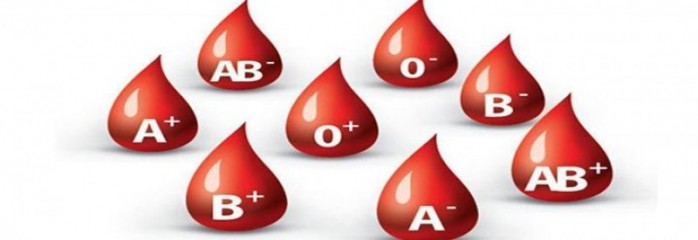 AB-
O-
B-
A+
O+
AB+
B+
A-